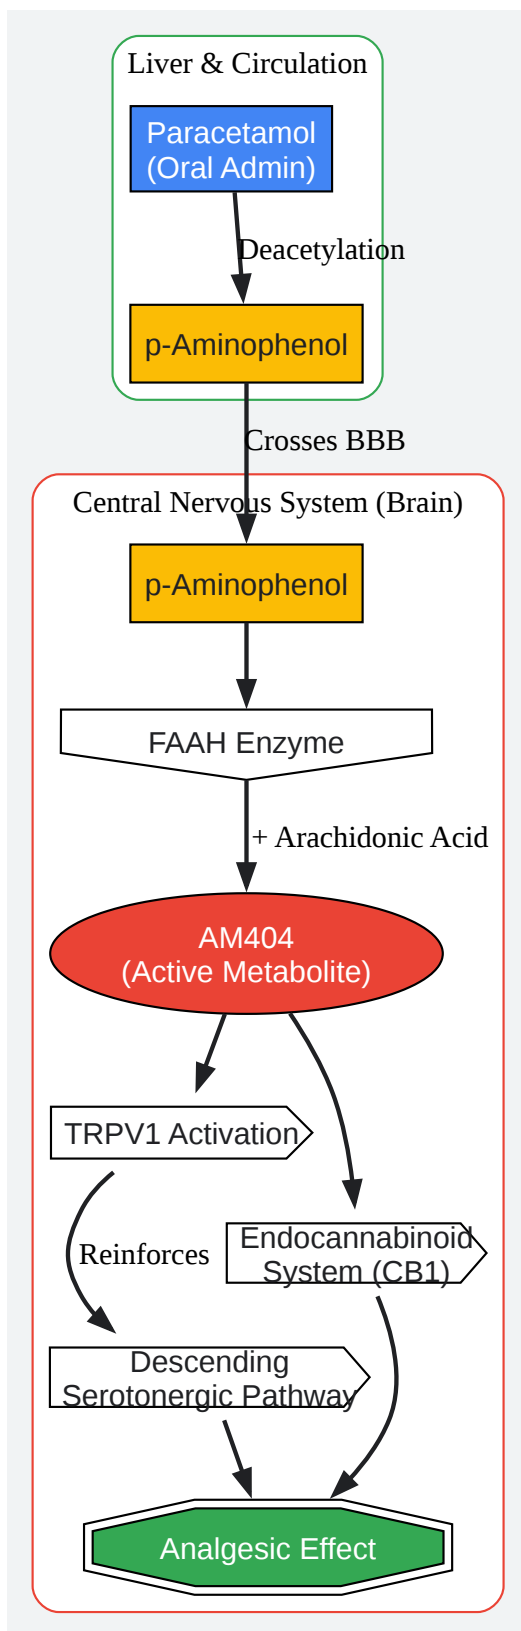 Liver & Circulation
Paracetamol
(Oral Admin)
Deacetylation
p-Aminophenol
Crosses BBB
Central Nervous System (Brain)
p-Aminophenol
FAAH Enzyme
+ Arachidonic Acid
AM404
(Active Metabolite)
TRPV1 Activation
Endocannabinoid
System (CB1)
Reinforces
Descending
Serotonergic Pathway
Analgesic Effect